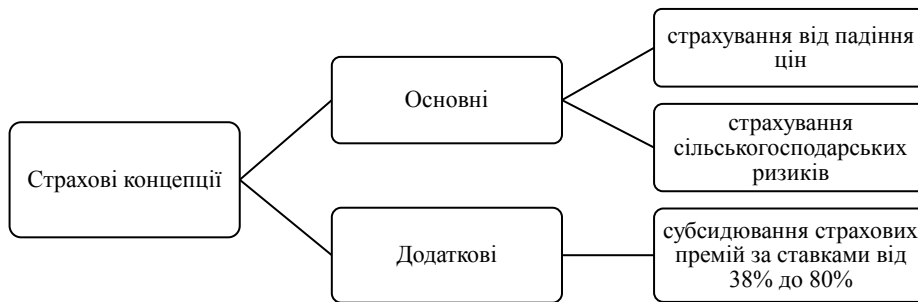 Страхові концепції
Основні
страхування від падіння
цін
страхування
сільськогосподарських
ризиків
Додаткові
субсидювання страхових
премій за ставками від
38% до 80%